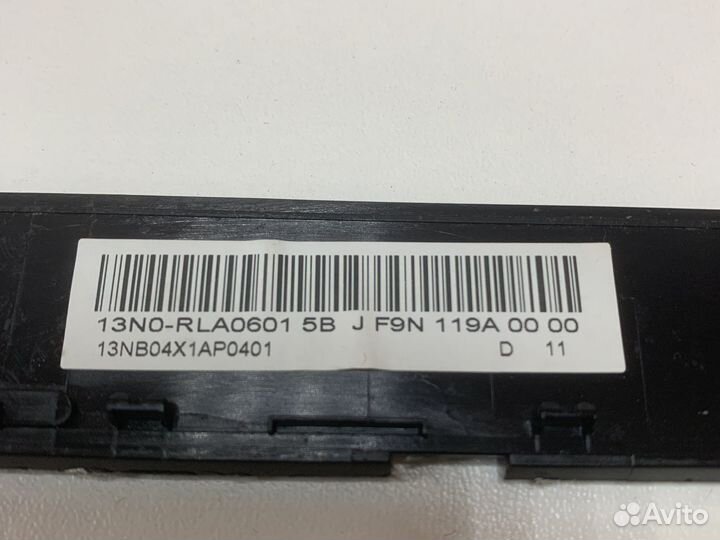 13N0-RLA0601 5B J F9N 119A 00 00
13NB04X1AP0401 D 11
Avito